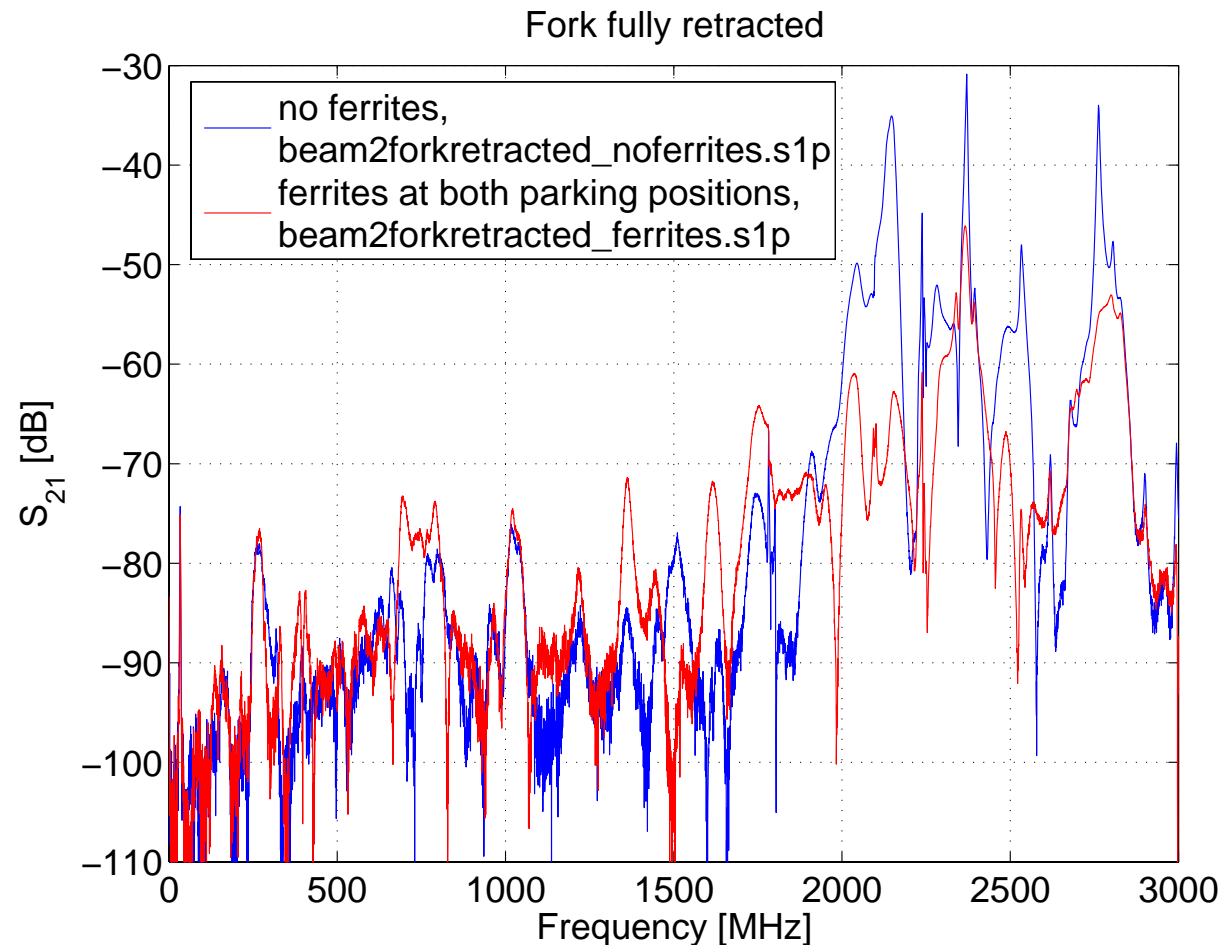 Fork fully retracted
−30
−40
−50
−60
−70
−80
−90
−100
−110
S21 [dB]
no ferrites,
beam2forkretracted_noferrites.s1p
ferrites at both parking positions,
beam2forkretracted_ferrites.s1p
0 500 1000 1500 2000 2500 3000
Frequency [MHz]